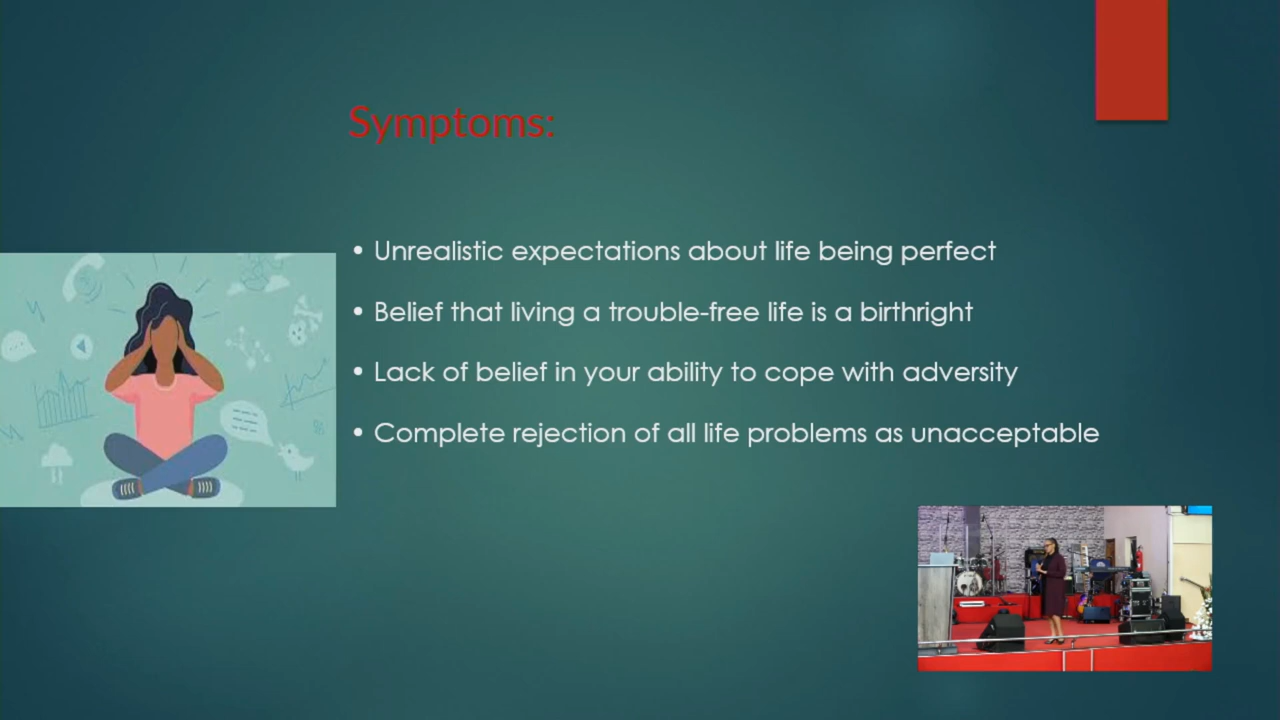 Symptoms:
• Unrealistic expectations about life being perfect
• Belief that living a trouble-free life is a birthright
• Lack of belief in your ability to cope with adversity
• Complete rejection of all life problems as unacceptable